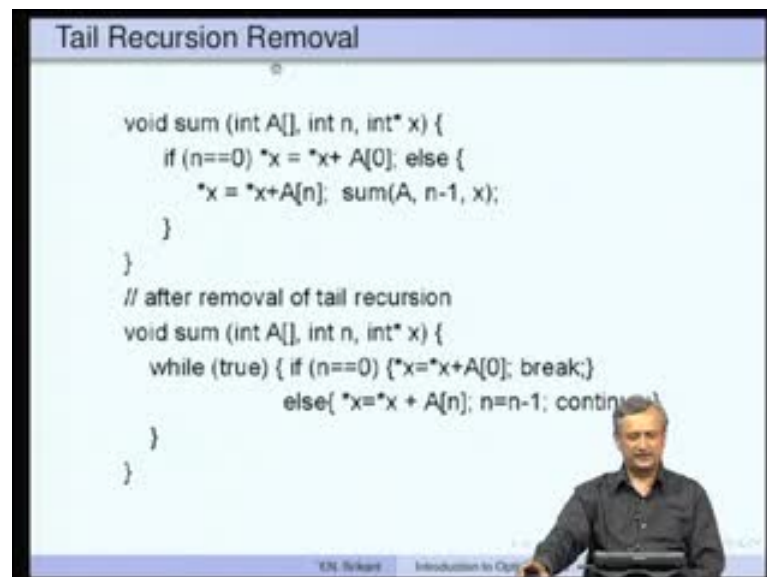 Tail Recursion Removal
void sum (int A[], int n, int* x) {
if (n==0) *x = *x+ A[0]; else {
*x = *x+A[n]; sum(A, n-1, x);
}
}
// after removal of tail recursion
void sum (int A[], int n, int* x) {
while (true) { if (n==0) {*x=*x+A[0]; break;}
else{ *x=*x + A[n]; n=n-1; contin
}
}
Introduction to